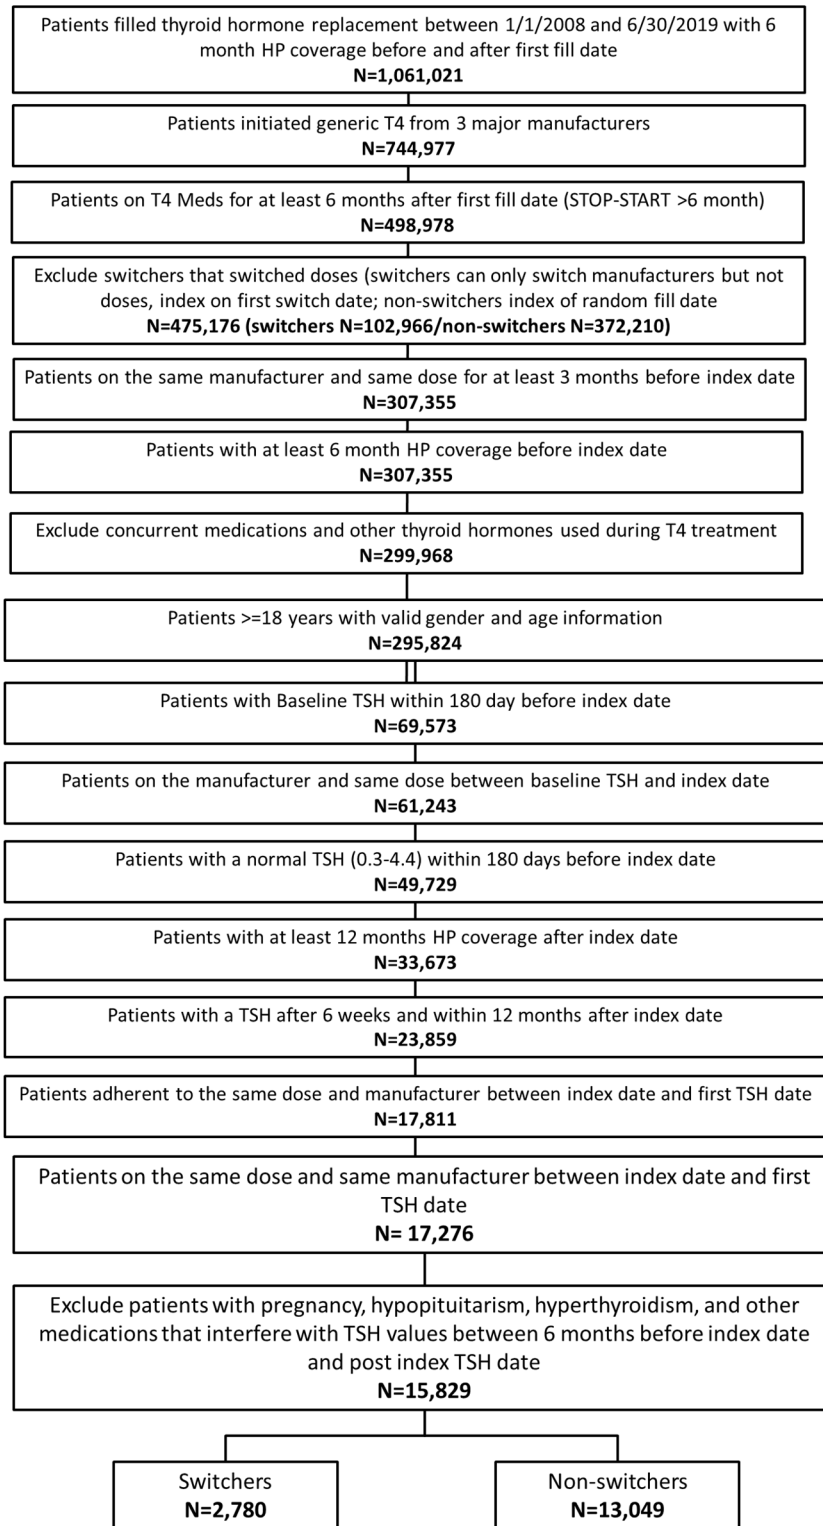 Patients filled thyroid hormone replacement between 1/1/2008 and 6/30/2019 with 6
month HP coverage before and after first fill date
N=1,061,021
Patients initiated generic T4 from 3 major manufacturers
N=744,977
Patients on T4 Meds for at least 6 months after first fill date (STOP-START >6 month)
N=498,978
Exclude switchers that switched doses (switchers can only switch manufacturers but not
doses, index on first switch date; non-switchers index of random fill date
N=475,176 (switchers N=102,966/non-switchers N=372,210)
Patients on the same manufacturer and same dose for at least 3 months before index date
N=307,355
Patients with at least 6 month HP coverage before index date
N=307,355
Exclude concurrent medications and other thyroid hormones used during T4 treatment
N=299,968
Patients >=18 years with valid gender and age information
N=295,824
Patients with Baseline TSH within 180 day before index date
N=69,573
Patients on the manufacturer and same dose between baseline TSH and index date
N=61,243
Patients with a normal TSH (0.3-4.4) within 180 days before index date
N=49,729
Patients with at least 12 months HP coverage after index date
N=33,673
Patients with a TSH after 6 weeks and within 12 months after index date
N=23,859
Patients adherent to the same dose and manufacturer between index date and first TSH date
N=17,811
Patients on the same dose and same manufacturer between index date and first
TSH date
N= 17,276
Exclude patients with pregnancy, hypopituitarism, hyperthyroidism, and other
medications that interfere with TSH values between 6 months before index date
and post index TSH date
N=15,829
Switchers
N=2,780
Non-switchers
N=13,049